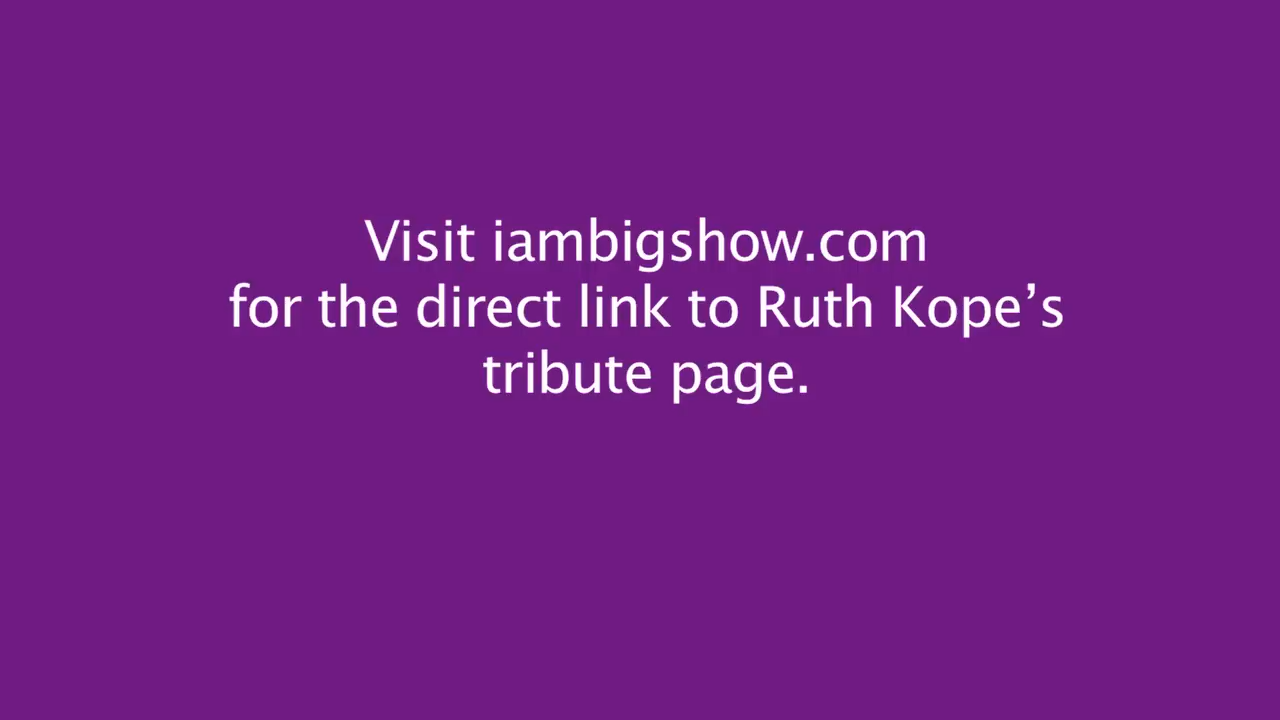 Visit iambigshow.com
for the direct link to Ruth Kope’s
tribute page.